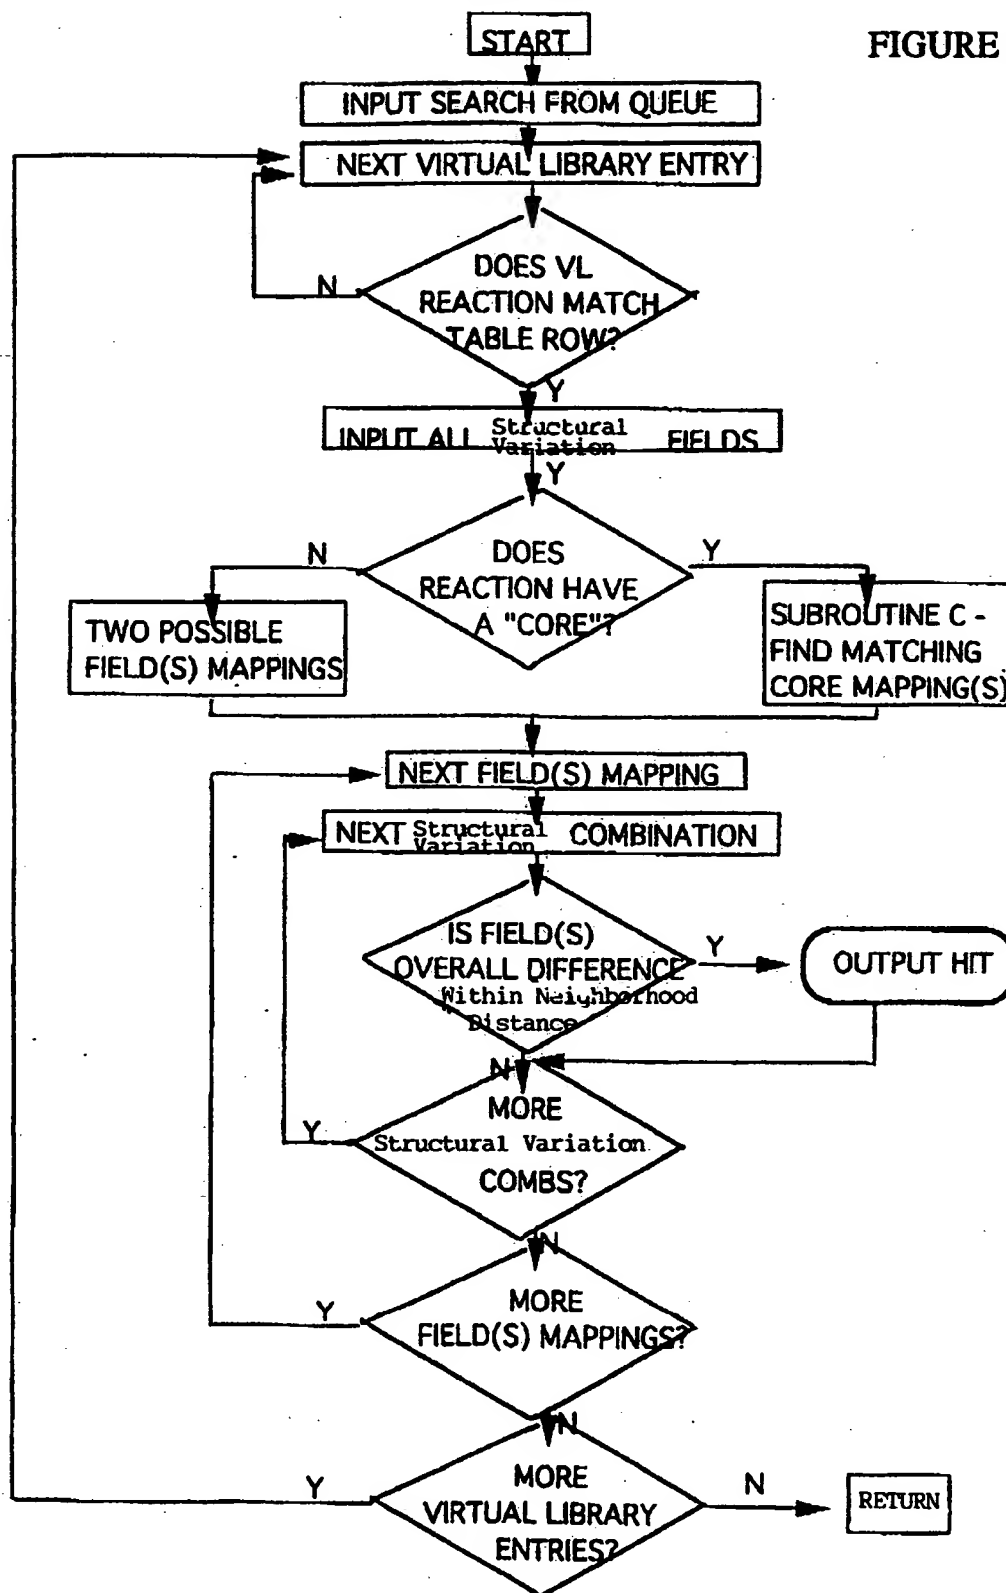 FIGURE
START
INPUT SEARCH FROM QUEUE
NEXT VIRTUAL LIBRARY ENTRY
DOES VL
REACTION MATCH
TABLE ROW?
N
Y
INPUT ALL Structural Variation FIELDS
Y
DOES
REACTION HAVE
A "CORE"?
N
Y
TWO POSSIBLE
FIELD(S) MAPPINGS
SUBROUTINE C -
FIND MATCHING
CORE MAPPING(S)
NEXT FIELD(S) MAPPING
NEXT Structural Variation COMBINATION
IS FIELD(S)
OVERALL DIFFERENCE
Within Neighborhood
Distance
Y
OUTPUT HIT
N
MORE
Structural Variation
COMBS?
Y
N
MORE
FIELD(S) MAPPINGS?
Y
N
MORE
VIRTUAL LIBRARY
ENTRIES?
Y
N
RETURN